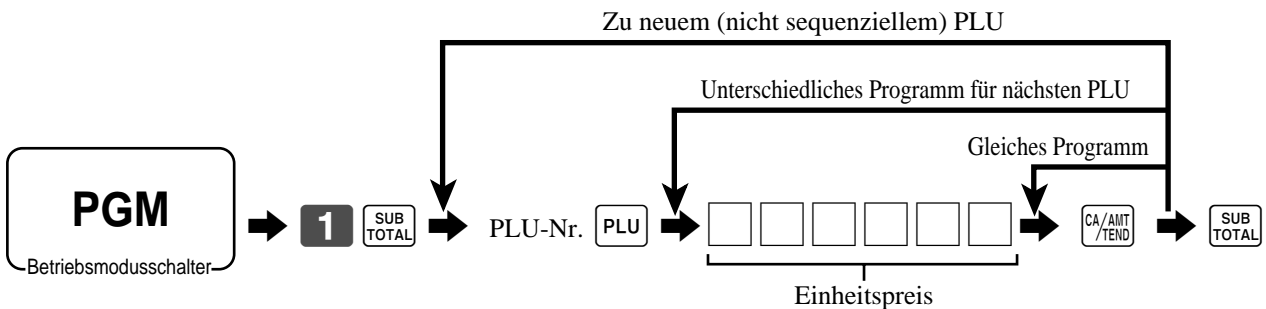 Zu neuem (nicht sequenziellem) PLU
Unterschiedliches Programm für nächsten PLU
Gleiches Programm
PGM
Betriebsmodusschalter
1 SUB TOTAL PLU-Nr. PLU CA/AMT TEND SUB TOTAL
Einheitspreis